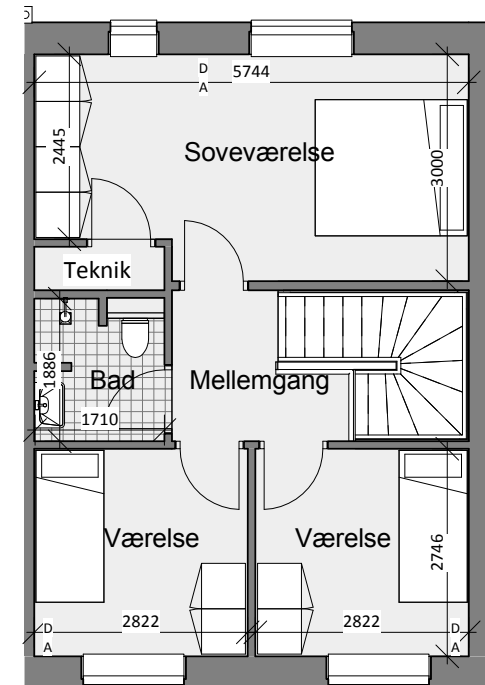 D
D
A
5744
2445
Soveværelse
3000
Teknik
1886
Bad
Mellemgang
1710
Værelse
Værelse
2746
D
A
2822
2822
D
A